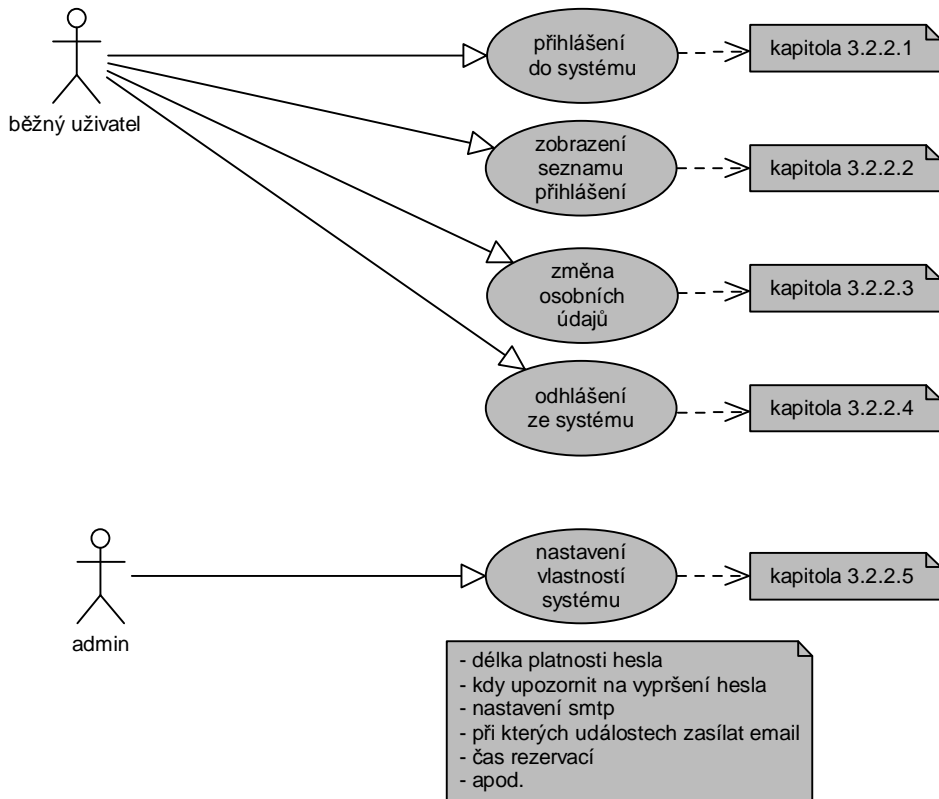 přihlášení
do systému
kapitola 3.2.2.1
běžný uživatel
zobrazení
seznamu
přihlášení
kapitola 3.2.2.2
změna
osobních
údajů
kapitola 3.2.2.3
odhlášení
ze systému
kapitola 3.2.2.4
admin
nastavení
vlastností
systému
kapitola 3.2.2.5
- délka platnosti hesla
- kdy upozornit na vypršení hesla
- nastavení smtp
- při kterých událostech zasílat email
- čas rezervací
- apod.